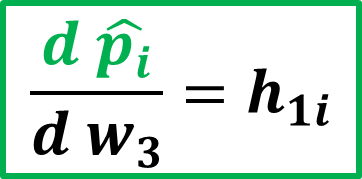 d p̂ᵢ / d w₃ = h₁ᵢ